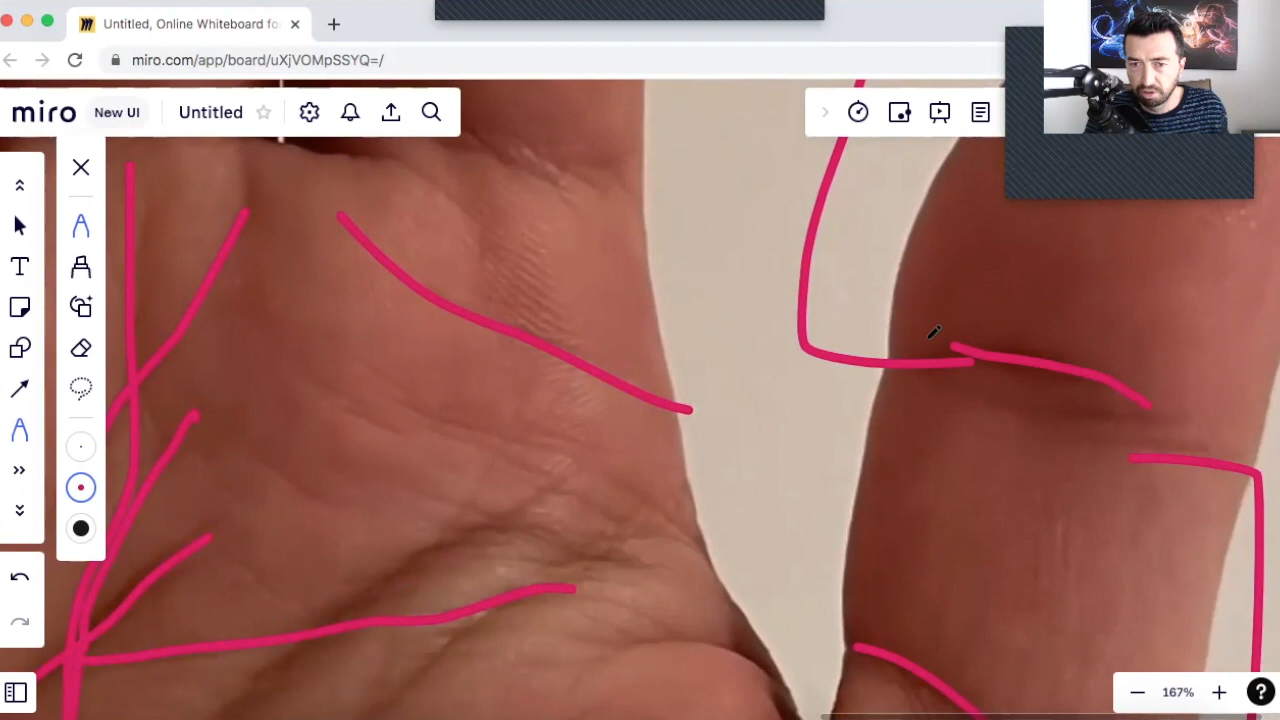 Untitled, Online Whiteboard fo
miro.com/app/board/uXjVOMpSSYQ=/
miro New UI Untitled
167%